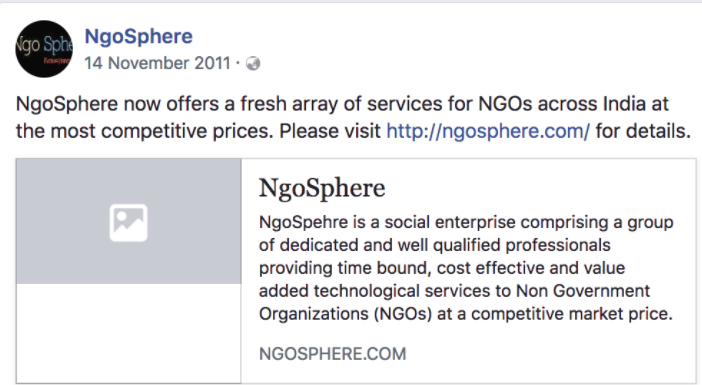 Ngo Sphe
NgoSphere
14 November 2011 ·
NgoSphere now offers a fresh array of services for NGOs across India at
the most competitive prices. Please visit http://ngosphere.com/ for details.
NgoSphere
NgoSpehre is a social enterprise comprising a group
of dedicated and well qualified professionals
providing time bound, cost effective and value
added technological services to Non Government
Organizations (NGOs) at a competitive market price.
NGOSPHERE.COM